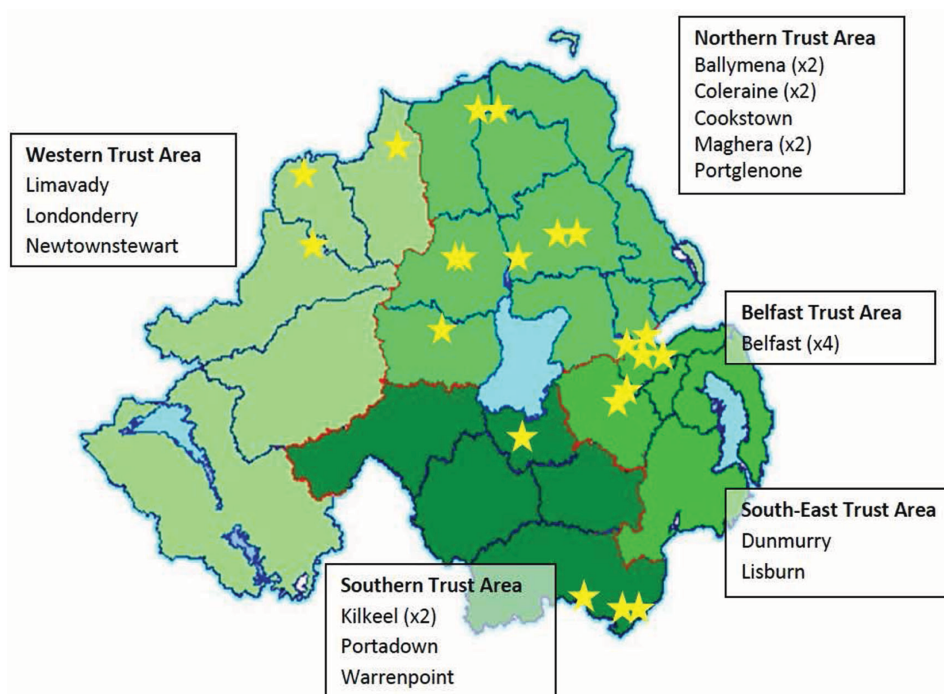 Northern Trust Area
Ballymena (x2)
Coleraine (x2)
Cookstown
Maghera (x2)
Portglenone
Western Trust Area
Limavady
Londonderry
Newtownstewart
Belfast Trust Area
Belfast (x4)
South-East Trust Area
Dunmurry
Lisburn
Southern Trust Area
Kilkeel (x2)
Portadown
Warrenpoint